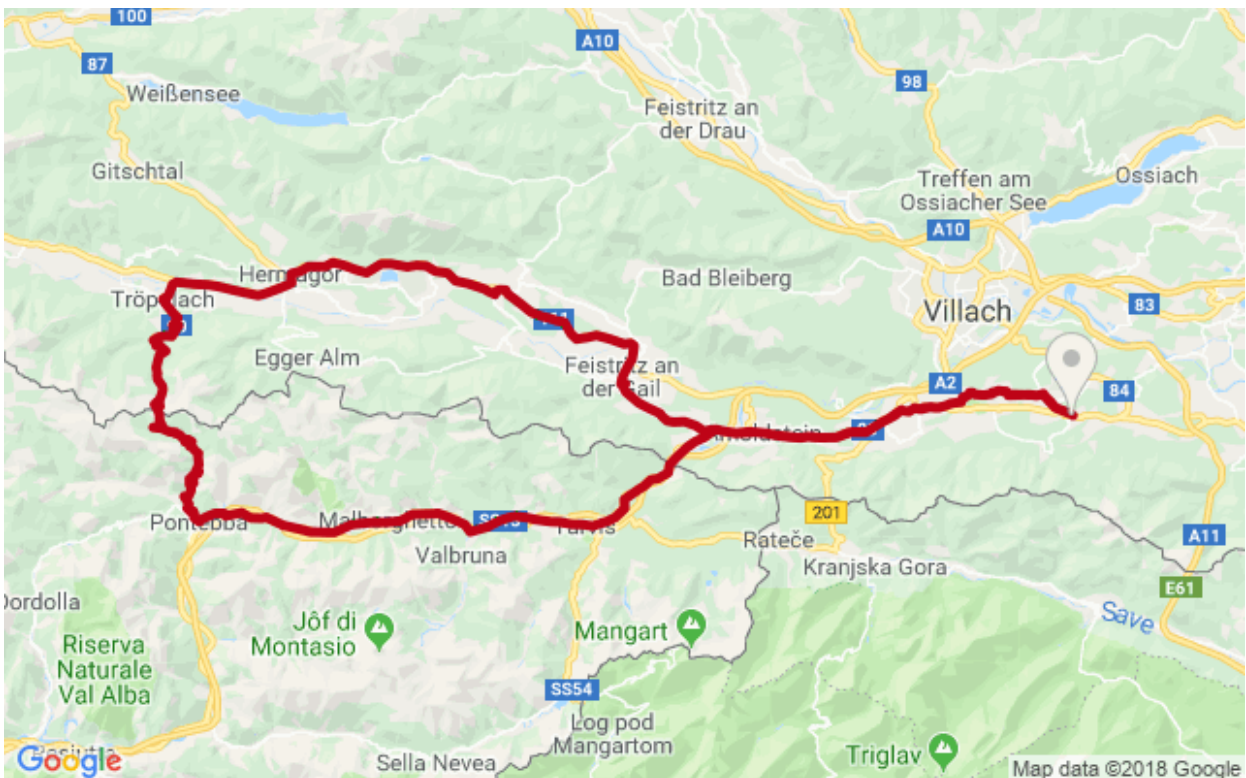 100
A10
87
98
Weißensee
Feistritz an
der Drau
Gitschtal
Treffen am
Ossiacher See
Ossiach
A10
Bad Bleiberg
83
Villach
Egger Alm
Feistritz an
der Gail
A2
84
Arnoldstein
Pontebba
Malborghetto
Tarvis
201
Valbruna
Rateče
Kranjska Gora
A11
E61
Dordolla
Save
Jôf di
Montasio
Mangart
Riserva
Naturale
Val Alba
SS54
Log pod
Mangartom
Triglav
Sella Nevea
Google
Map data ©2018 Google